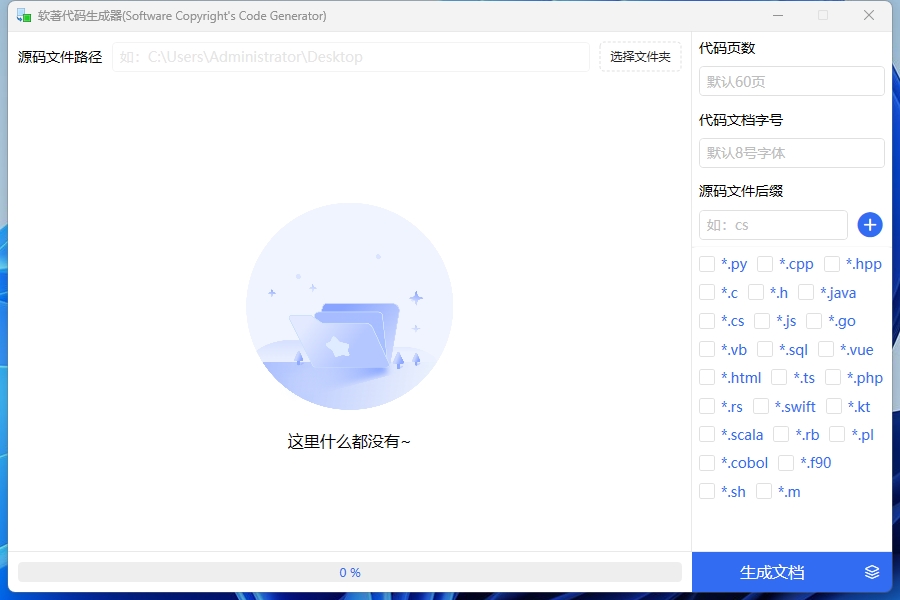 软著代码生成器(Software Copyright's Code Generator)
源码文件路径
如：C:\Users\Administrator\Desktop
选择文件夹
这里什么都没有~
0 %
代码页数
默认60页
代码文档字号
默认8号字体
源码文件后缀
如：cs
*.py *.cpp *.hpp
*.c *.h *.java
*.cs *.js *.go
*.vb *.sql *.vue
*.html *.ts *.php
*.rs *.swift *.kt
*.scala *.rb *.pl
*.cobol *.f90
*.sh *.m
生成文档